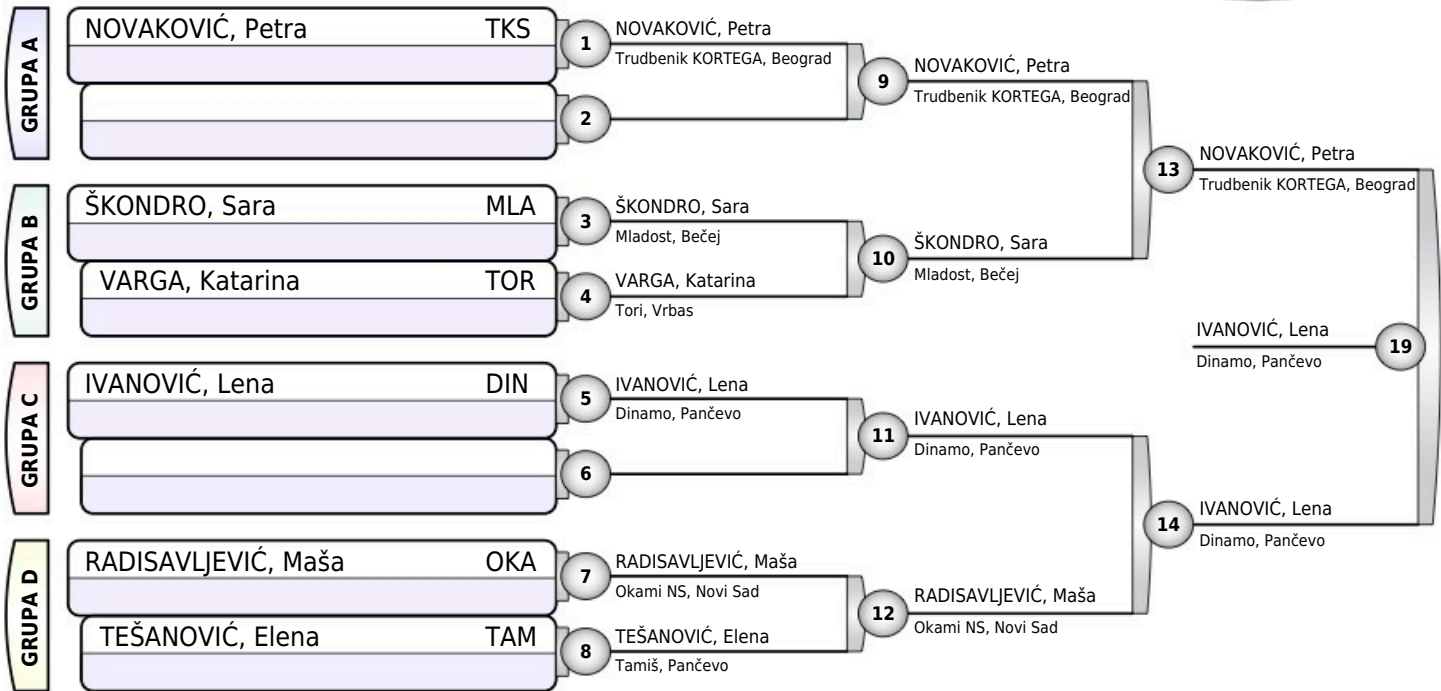 GRUPA A
NOVAKOVIĆ, Petra TKS
1
NOVAKOVIĆ, Petra
Trudbenik KORTEGA, Beograd
2
9
NOVAKOVIĆ, Petra
Trudbenik KORTEGA, Beograd
GRUPA B
ŠKONDRO, Sara MLA
3
ŠKONDRO, Sara
Mladost, Bečej
VARGA, Katarina TOR
4
VARGA, Katarina
Tori, Vrbas
10
ŠKONDRO, Sara
Mladost, Bečej
13
NOVAKOVIĆ, Petra
Trudbenik KORTEGA, Beograd
GRUPA C
IVANOVIĆ, Lena DIN
5
IVANOVIĆ, Lena
Dinamo, Pančevo
6
11
IVANOVIĆ, Lena
Dinamo, Pančevo
GRUPA D
RADISAVLJEVIĆ, Maša OKA
7
RADISAVLJEVIĆ, Maša
Okami NS, Novi Sad
TEŠANOVIĆ, Elena TAM
8
TEŠANOVIĆ, Elena
Tamiš, Pančevo
12
RADISAVLJEVIĆ, Maša
Okami NS, Novi Sad
14
IVANOVIĆ, Lena
Dinamo, Pančevo
IVANOVIĆ, Lena
Dinamo, Pančevo
19